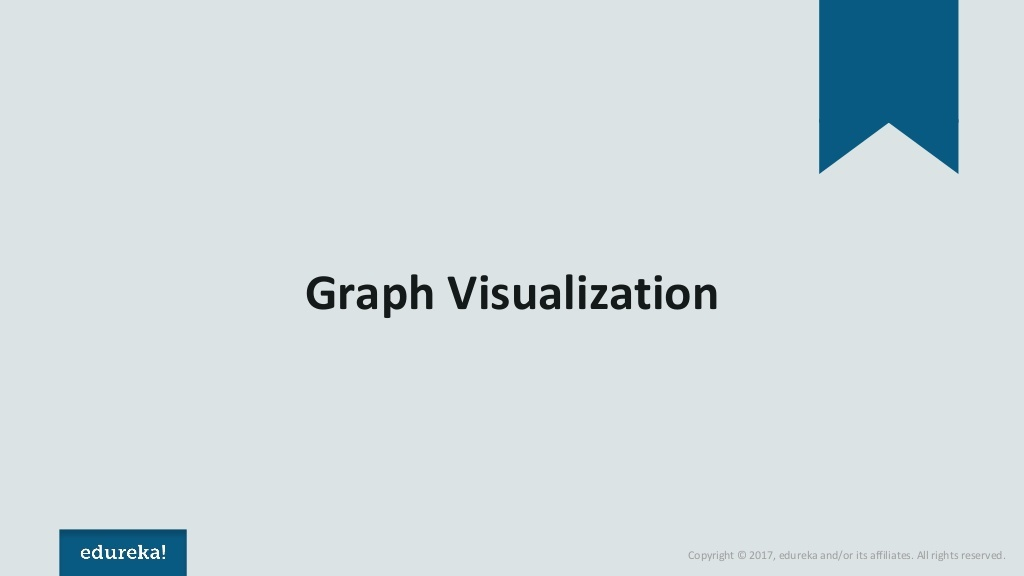 Graph Visualization
edureka!
Copyright © 2017, edureka and/or its affiliates. All rights reserved.